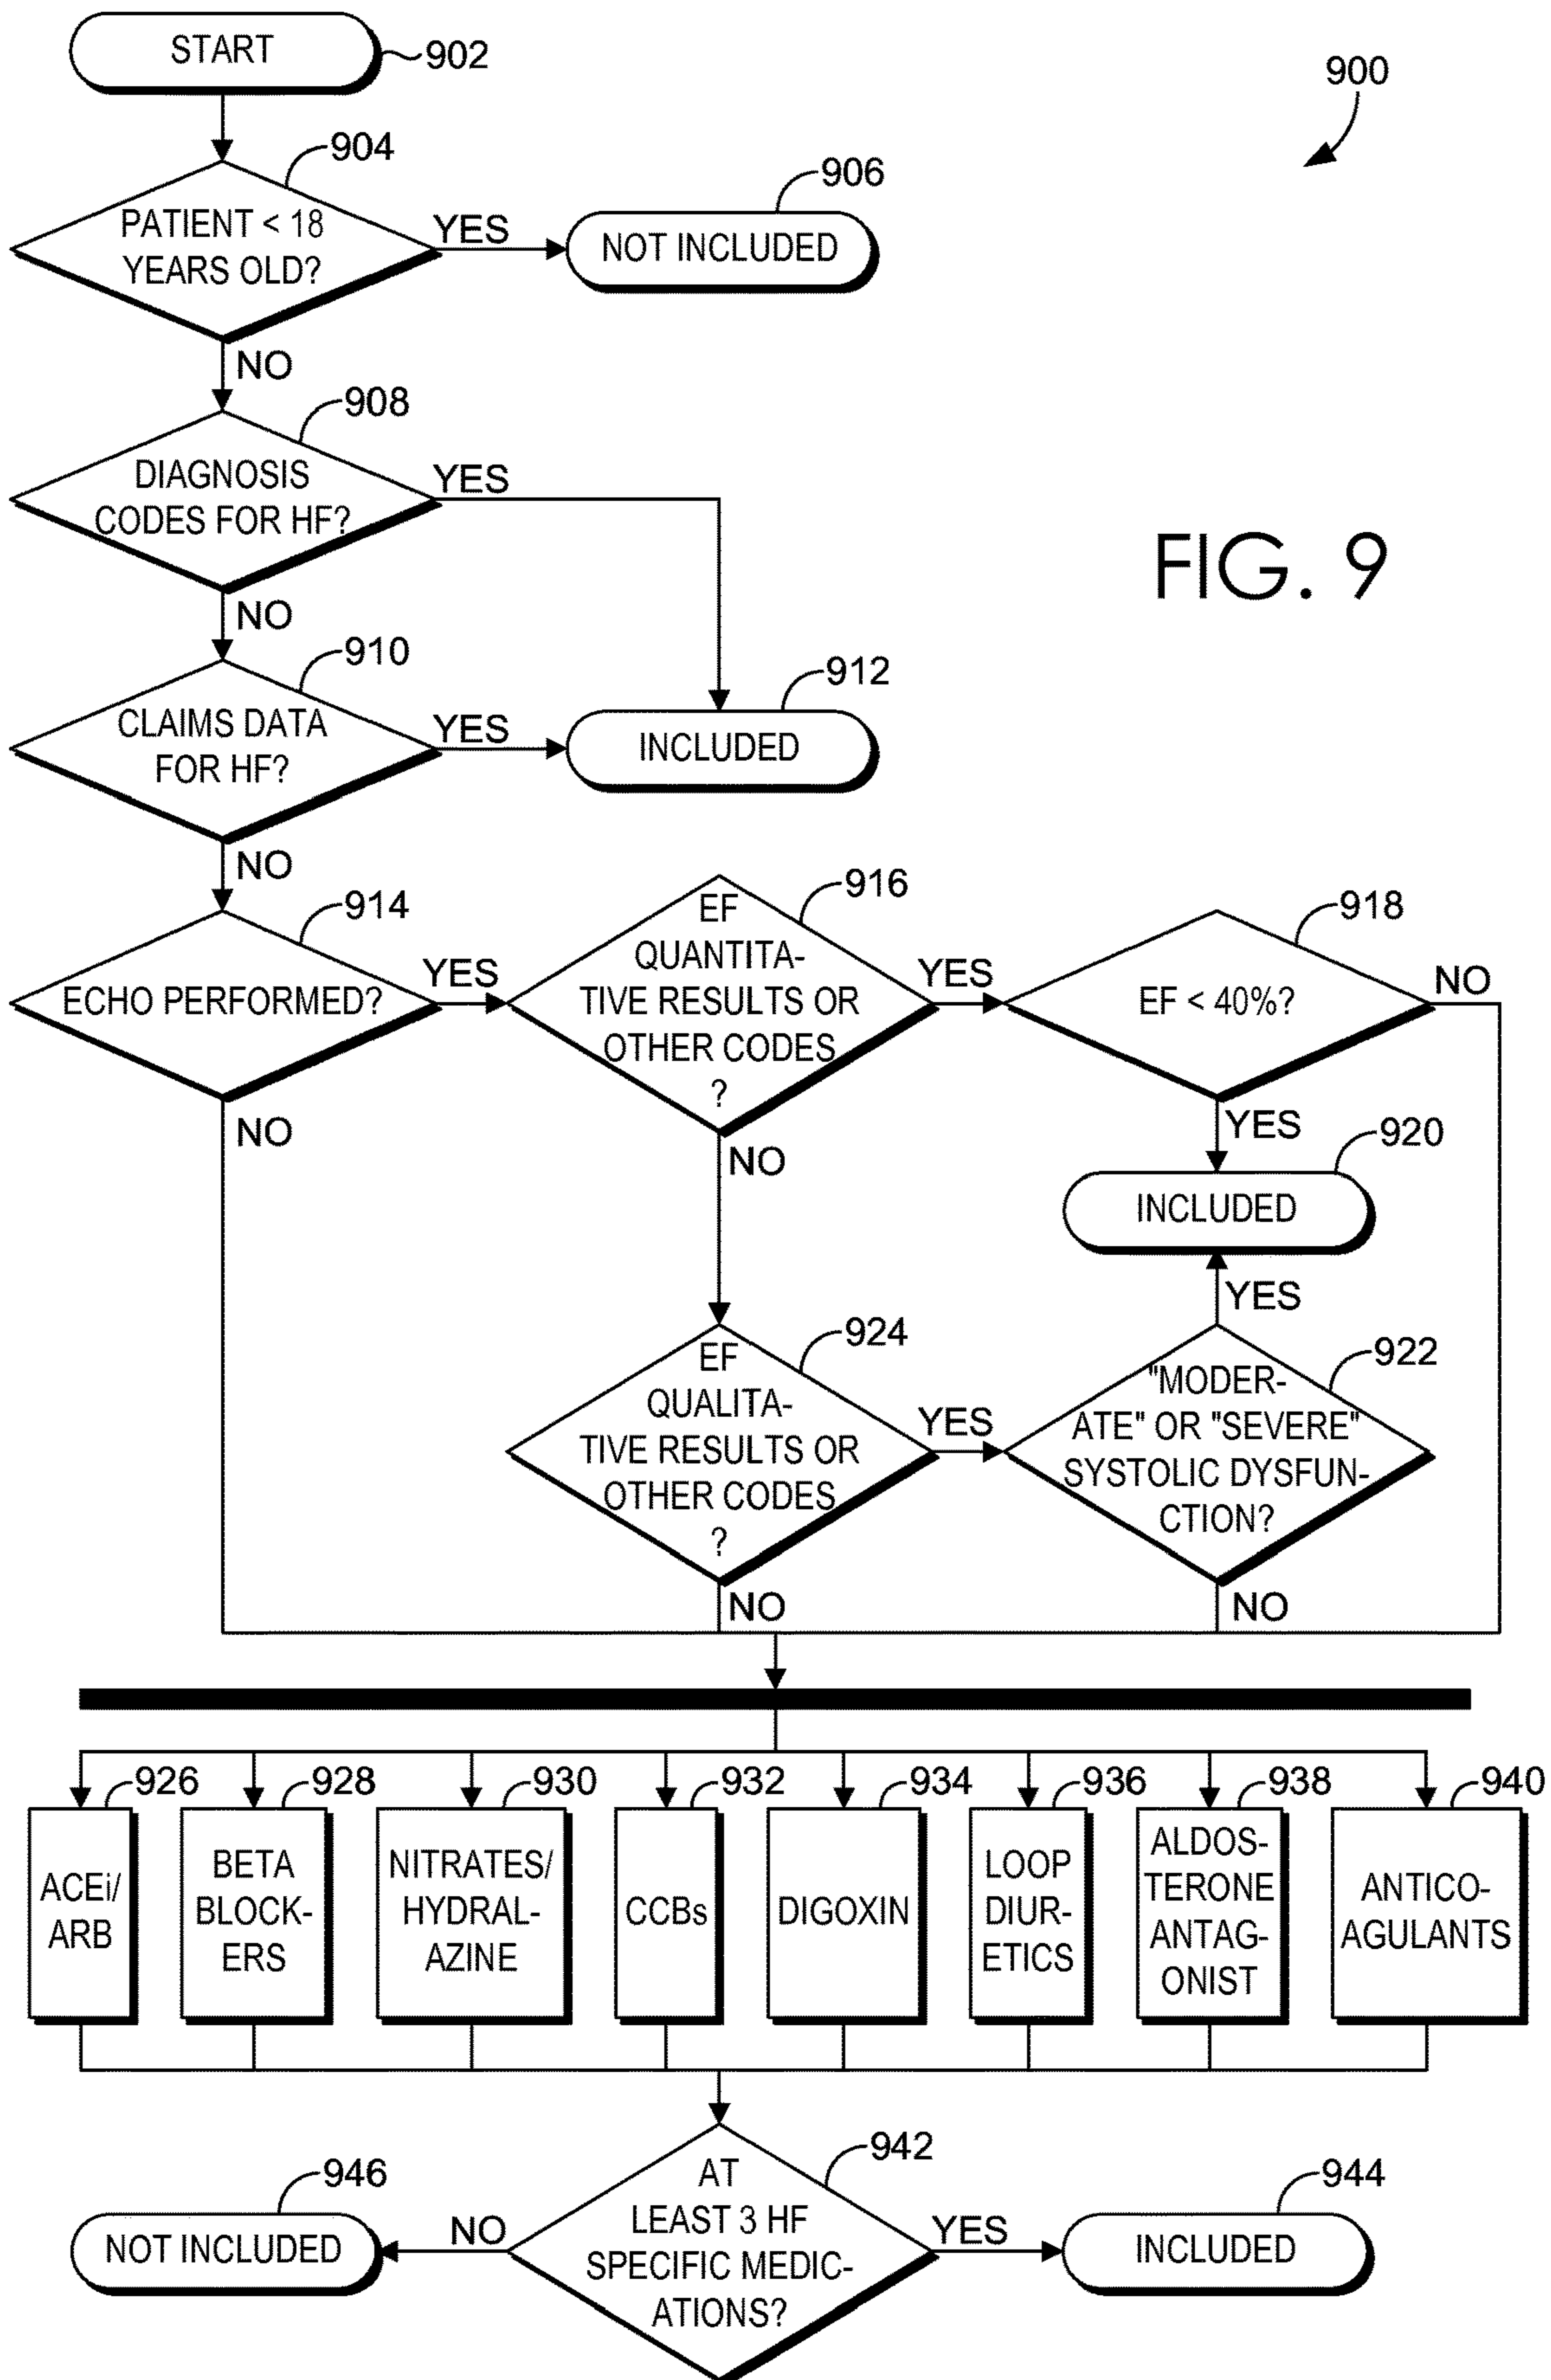 START
902
900
904
PATIENT < 18
YEARS OLD?
YES
906
NOT INCLUDED
NO
908
DIAGNOSIS
CODES FOR HF?
YES
FIG. 9
NO
910
CLAIMS DATA
FOR HF?
YES
912
INCLUDED
NO
914
ECHO PERFORMED?
YES
916
EF
QUANTITA-
TIVE RESULTS OR
OTHER CODES
?
YES
918
EF < 40%?
NO
NO
NO
YES
920
INCLUDED
YES
924
EF
QUALITA-
TIVE RESULTS OR
OTHER CODES
?
YES
922
"MODER-
ATE" OR "SEVERE"
SYSTOLIC DYSFUN-
CTION?
NO
NO
926
ACEi/
ARB
928
BETA
BLOCK-
ERS
930
NITRATES/
HYDRAL-
AZINE
932
CCBs
934
DIGOXIN
936
LOOP
DIUR-
ETICS
938
ALDOS-
TERONE
ANTAG-
ONIST
940
ANTICO-
AGULANTS
942
AT
LEAST 3 HF
SPECIFIC MEDIC-
ATIONS?
NO
946
NOT INCLUDED
YES
944
INCLUDED